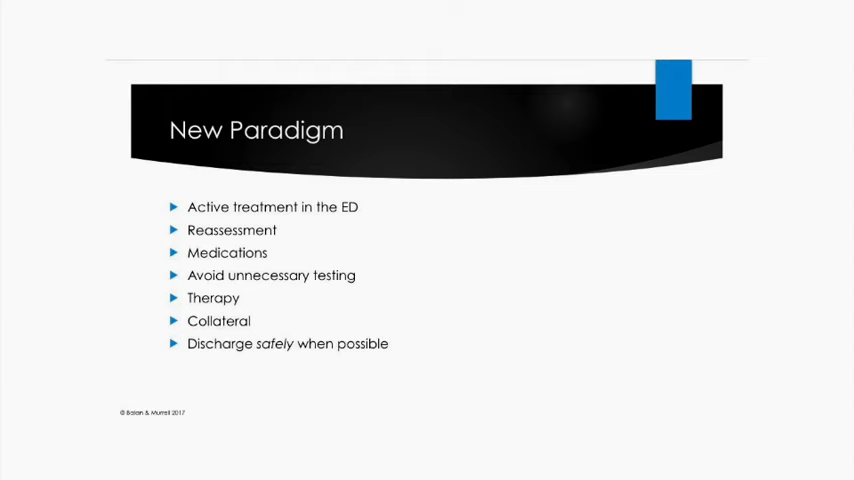 New Paradigm
Active treatment in the ED
Reassessment
Medications
Avoid unnecessary testing
Therapy
Collateral
Discharge safely when possible
© Balan & Murrell 2017